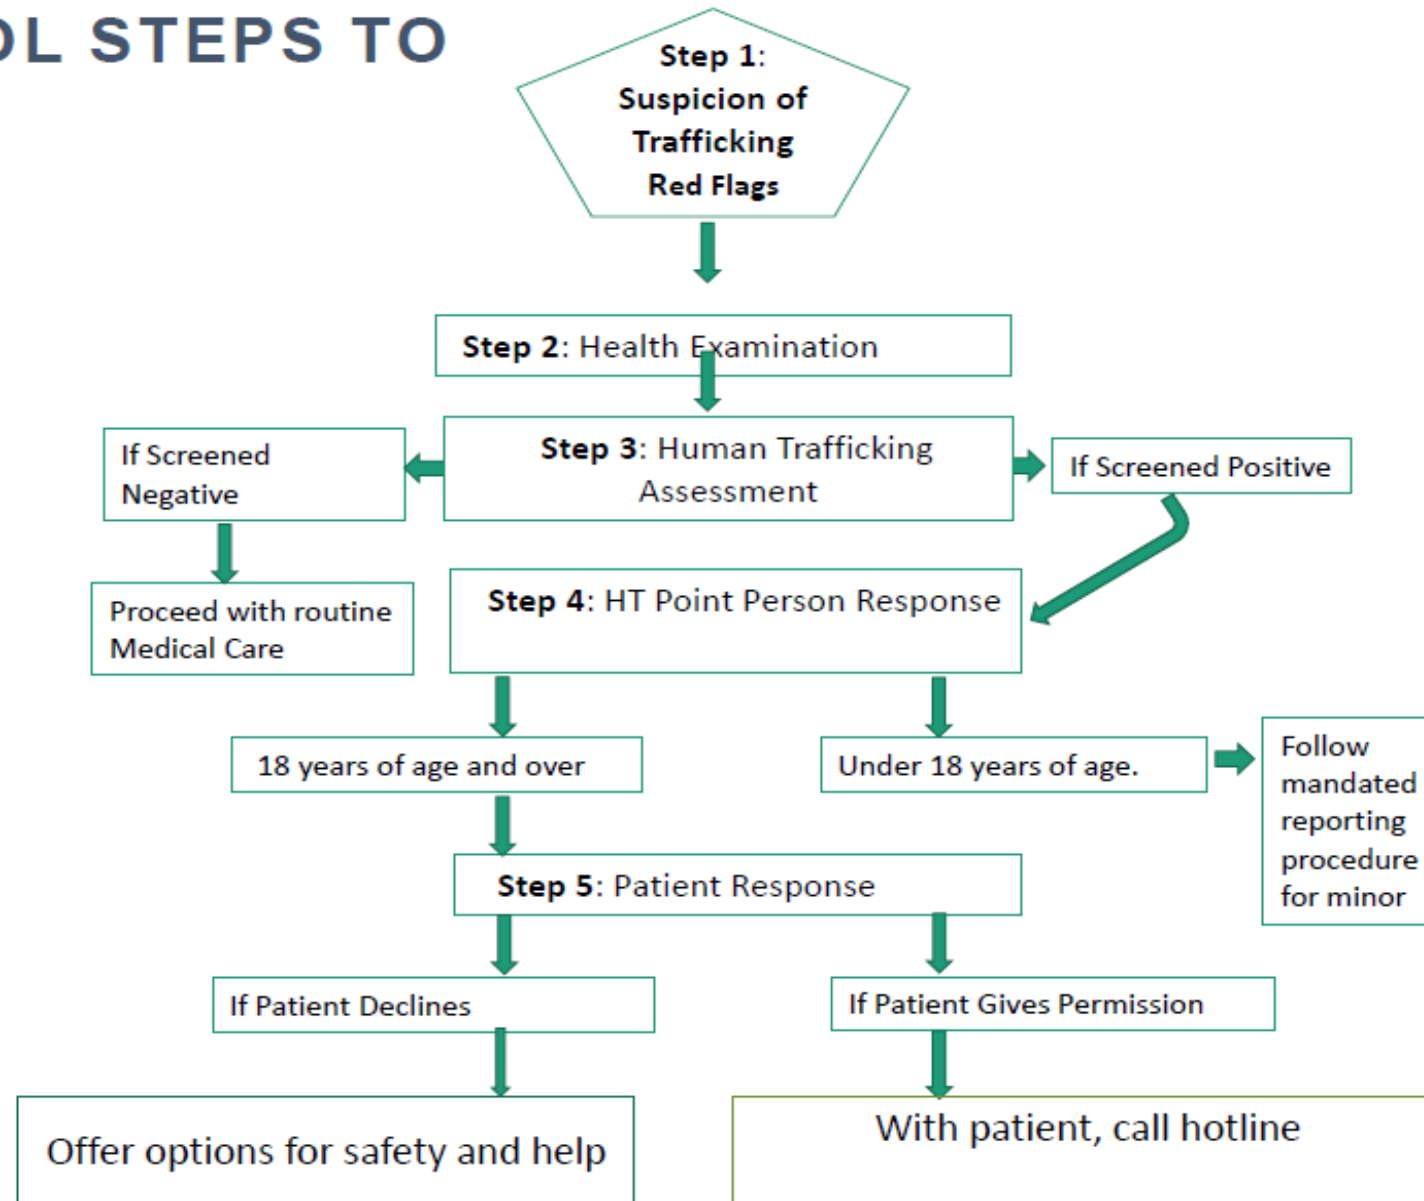 OL STEPS TO
Step 1:
Suspicion of
Trafficking
Red Flags
Step 2: Health Examination
Step 3: Human Trafficking
Assessment
If Screened
Negative
If Screened Positive
Proceed with routine
Medical Care
Step 4: HT Point Person Response
18 years of age and over
Under 18 years of age.
Follow
mandated
reporting
procedure
for minor
Step 5: Patient Response
If Patient Declines
If Patient Gives Permission
Offer options for safety and help
With patient, call hotline